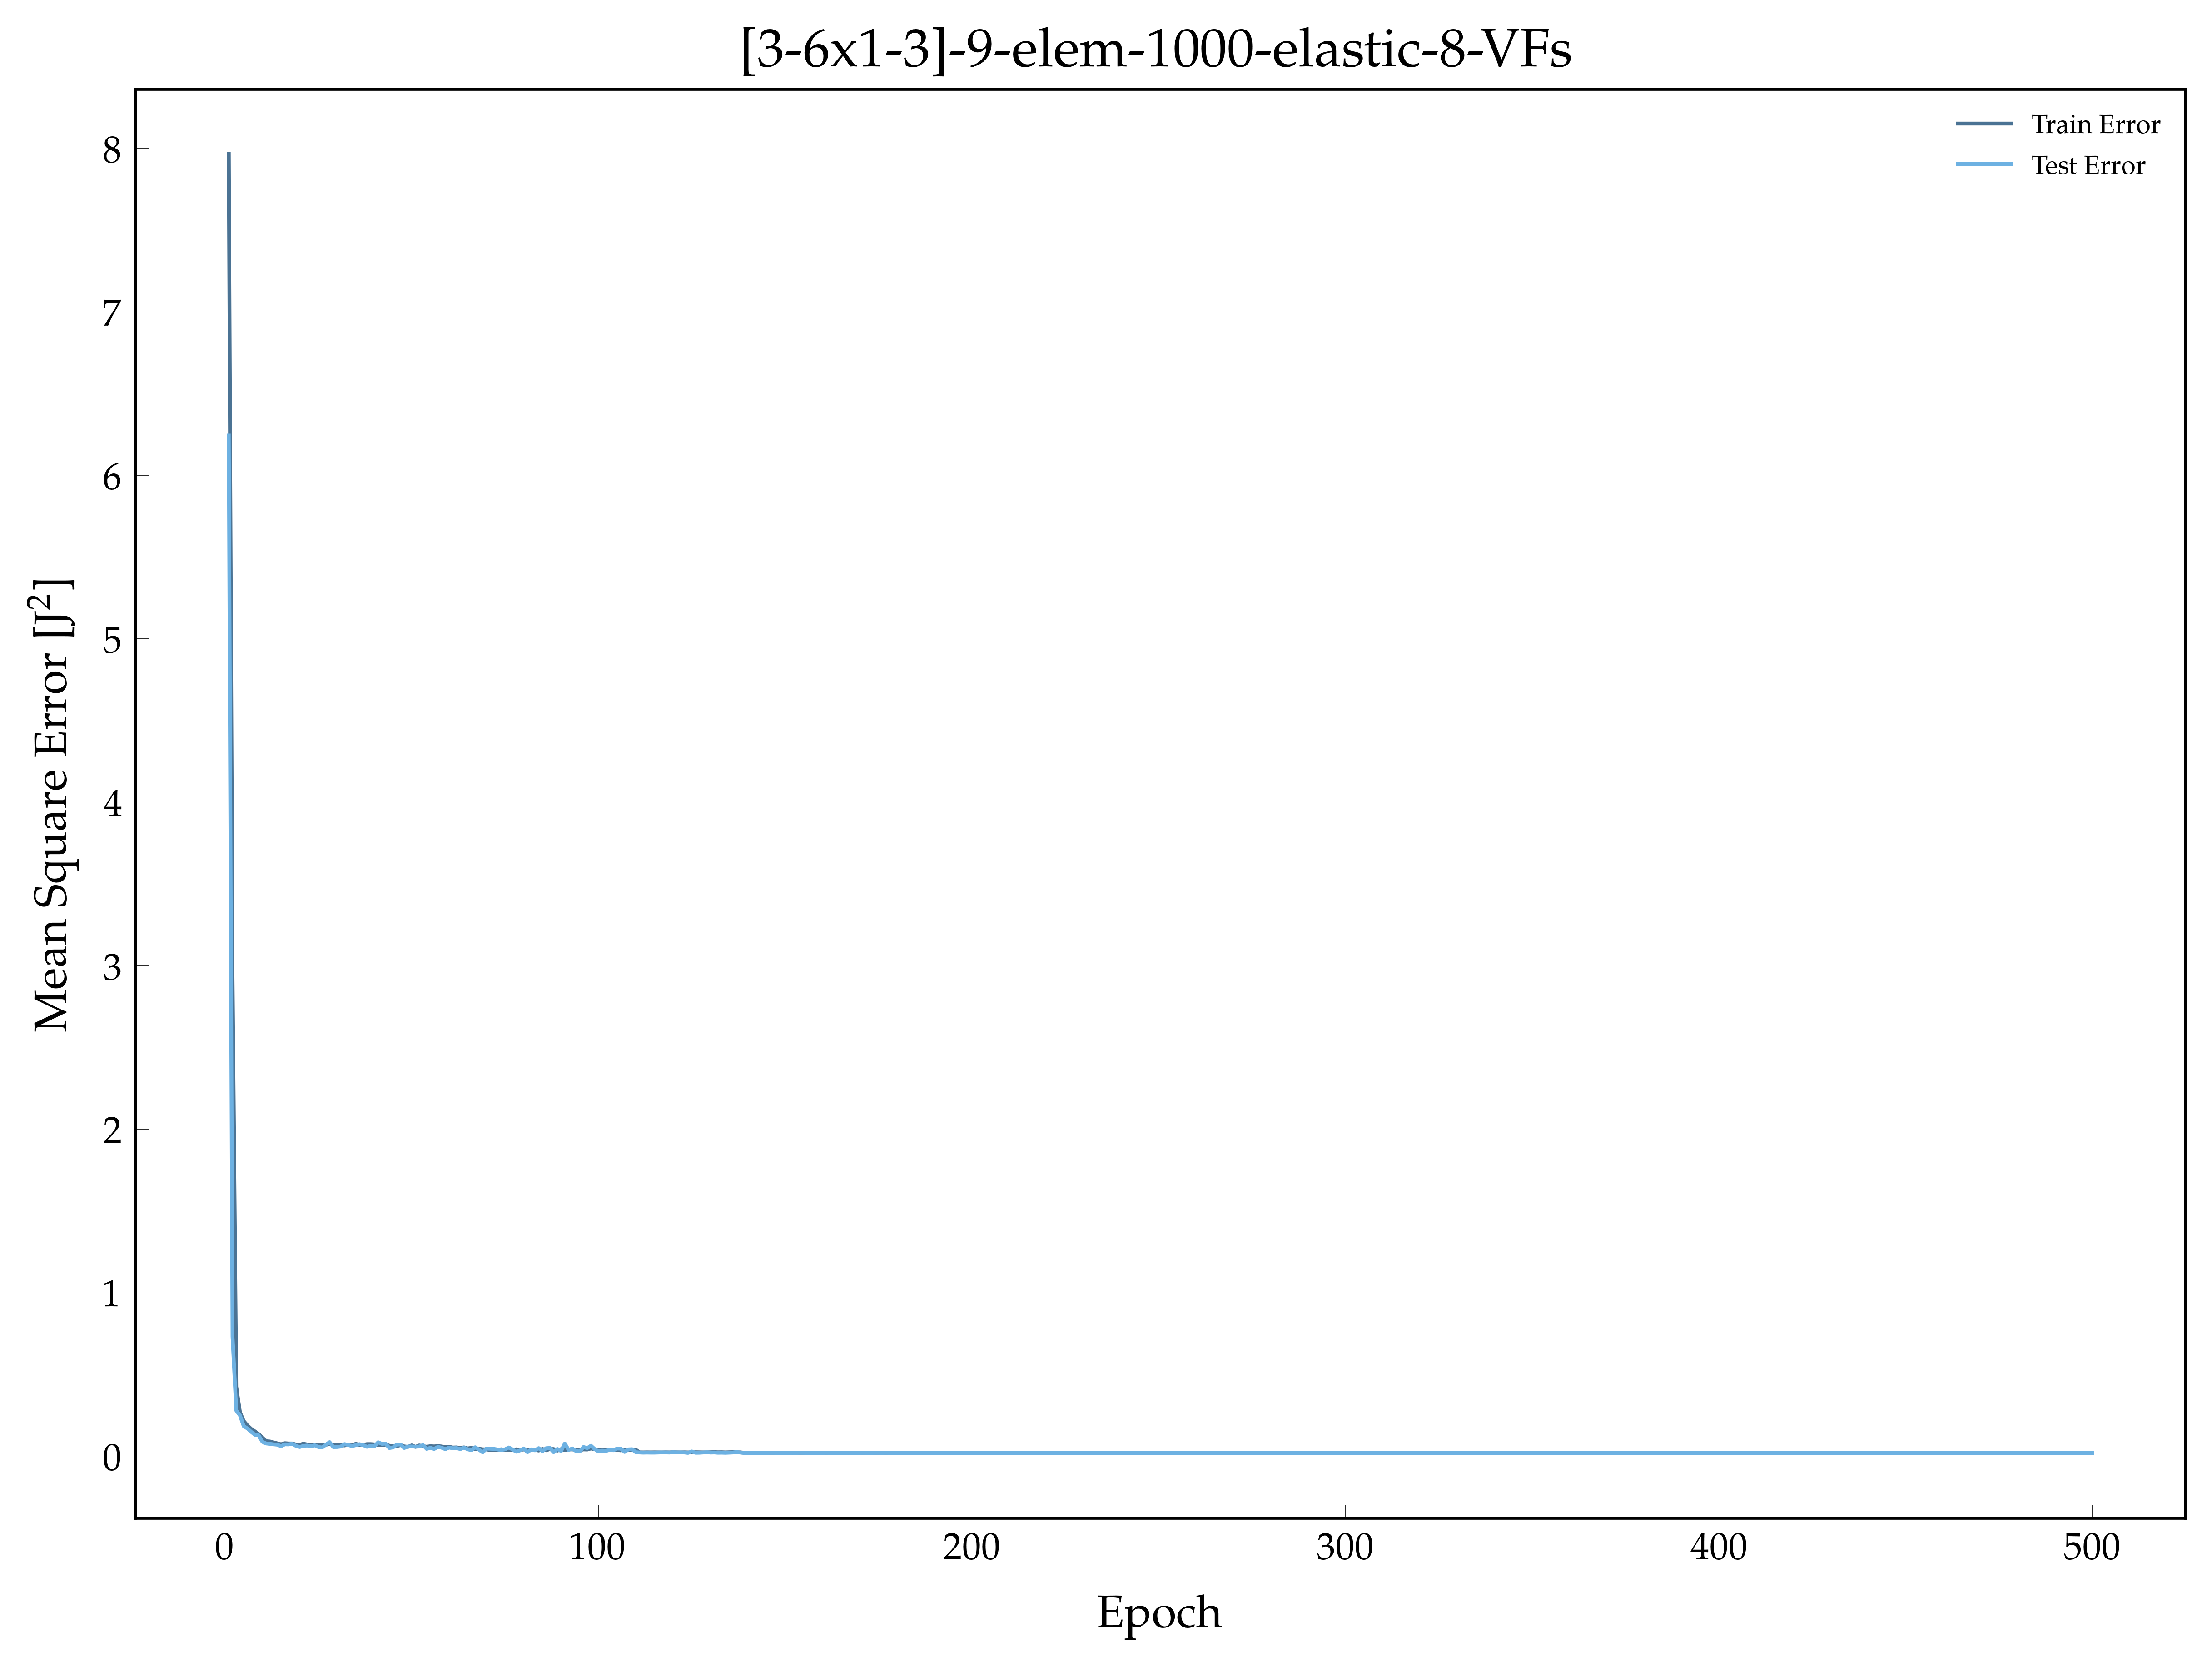 [3-6x1-3]-9-elem-1000-elastic-8-VFs
Train Error
Test Error
8
7
6
5
4
3
2
1
0
Mean Square Error [J²]
0 100 200 300 400 500
Epoch